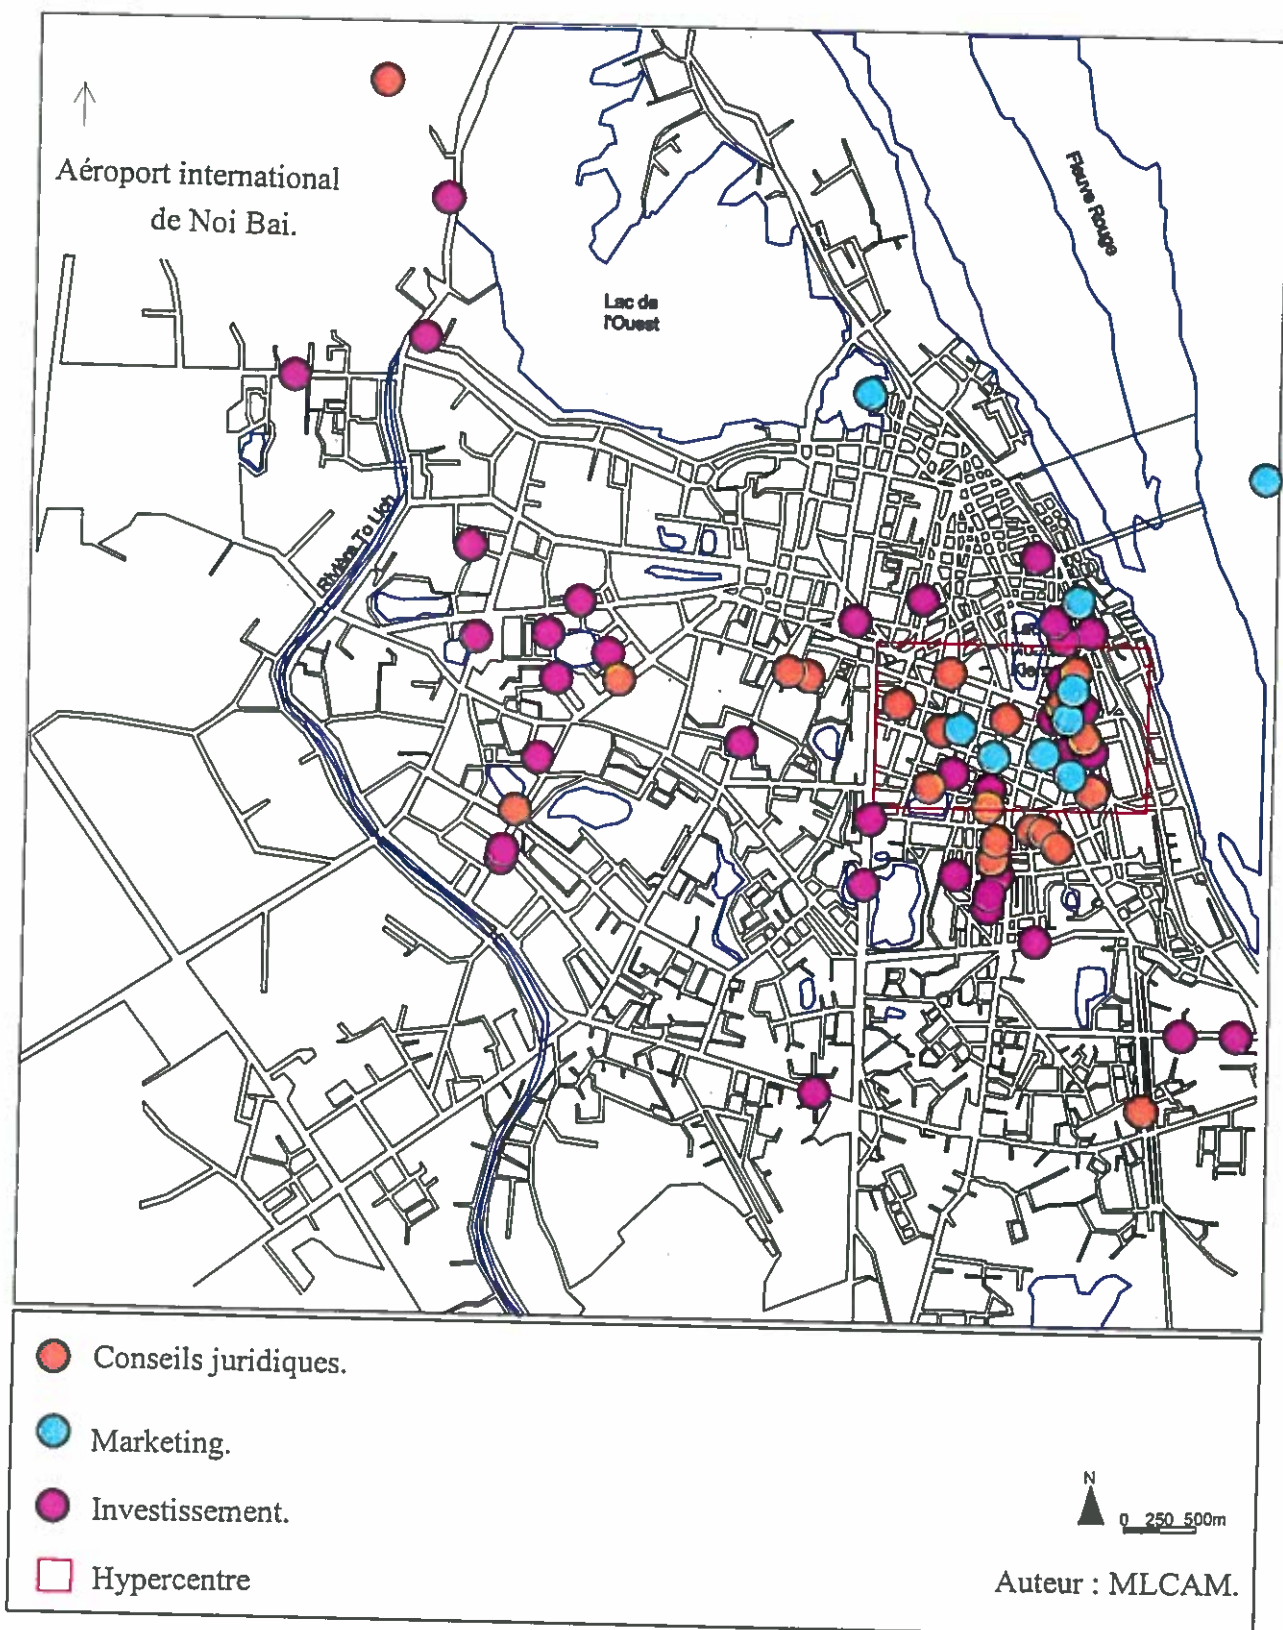 Aéroport international
de Noi Bai.
Fleuve Rouge
Lac de
l'Ouest
Rivière To Lich
Conseils juridiques.
Marketing.
Investissement.
Hypercentre
N
0 250 500m
Auteur : MLCAM.